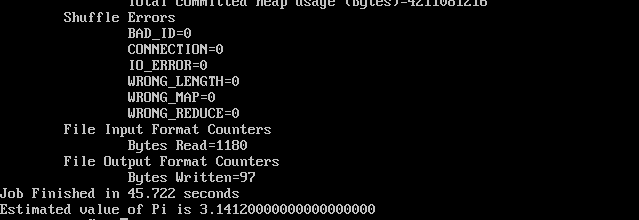 Total committed heap usage (bytes)=4211081216
Shuffle Errors
BAD_ID=0
CONNECTION=0
IO_ERROR=0
WRONG_LENGTH=0
WRONG_MAP=0
WRONG_REDUCE=0
File Input Format Counters
Bytes Read=1180
File Output Format Counters
Bytes Written=97
Job Finished in 45.722 seconds
Estimated value of Pi is 3.14120000000000000000